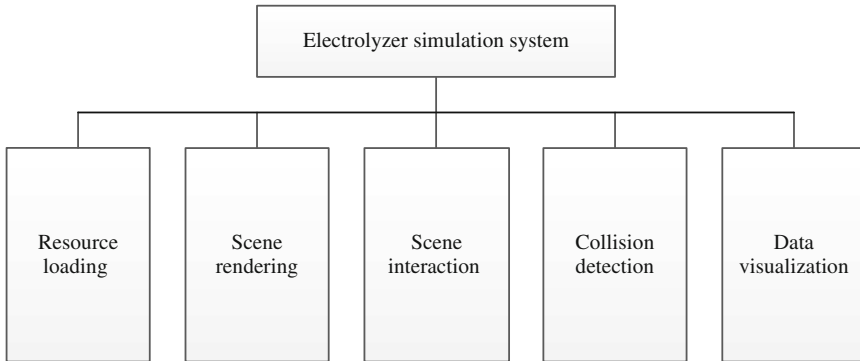 Electrolyzer simulation system
Resource
loading
Scene
rendering
Scene
interaction
Collision
detection
Data
visualization